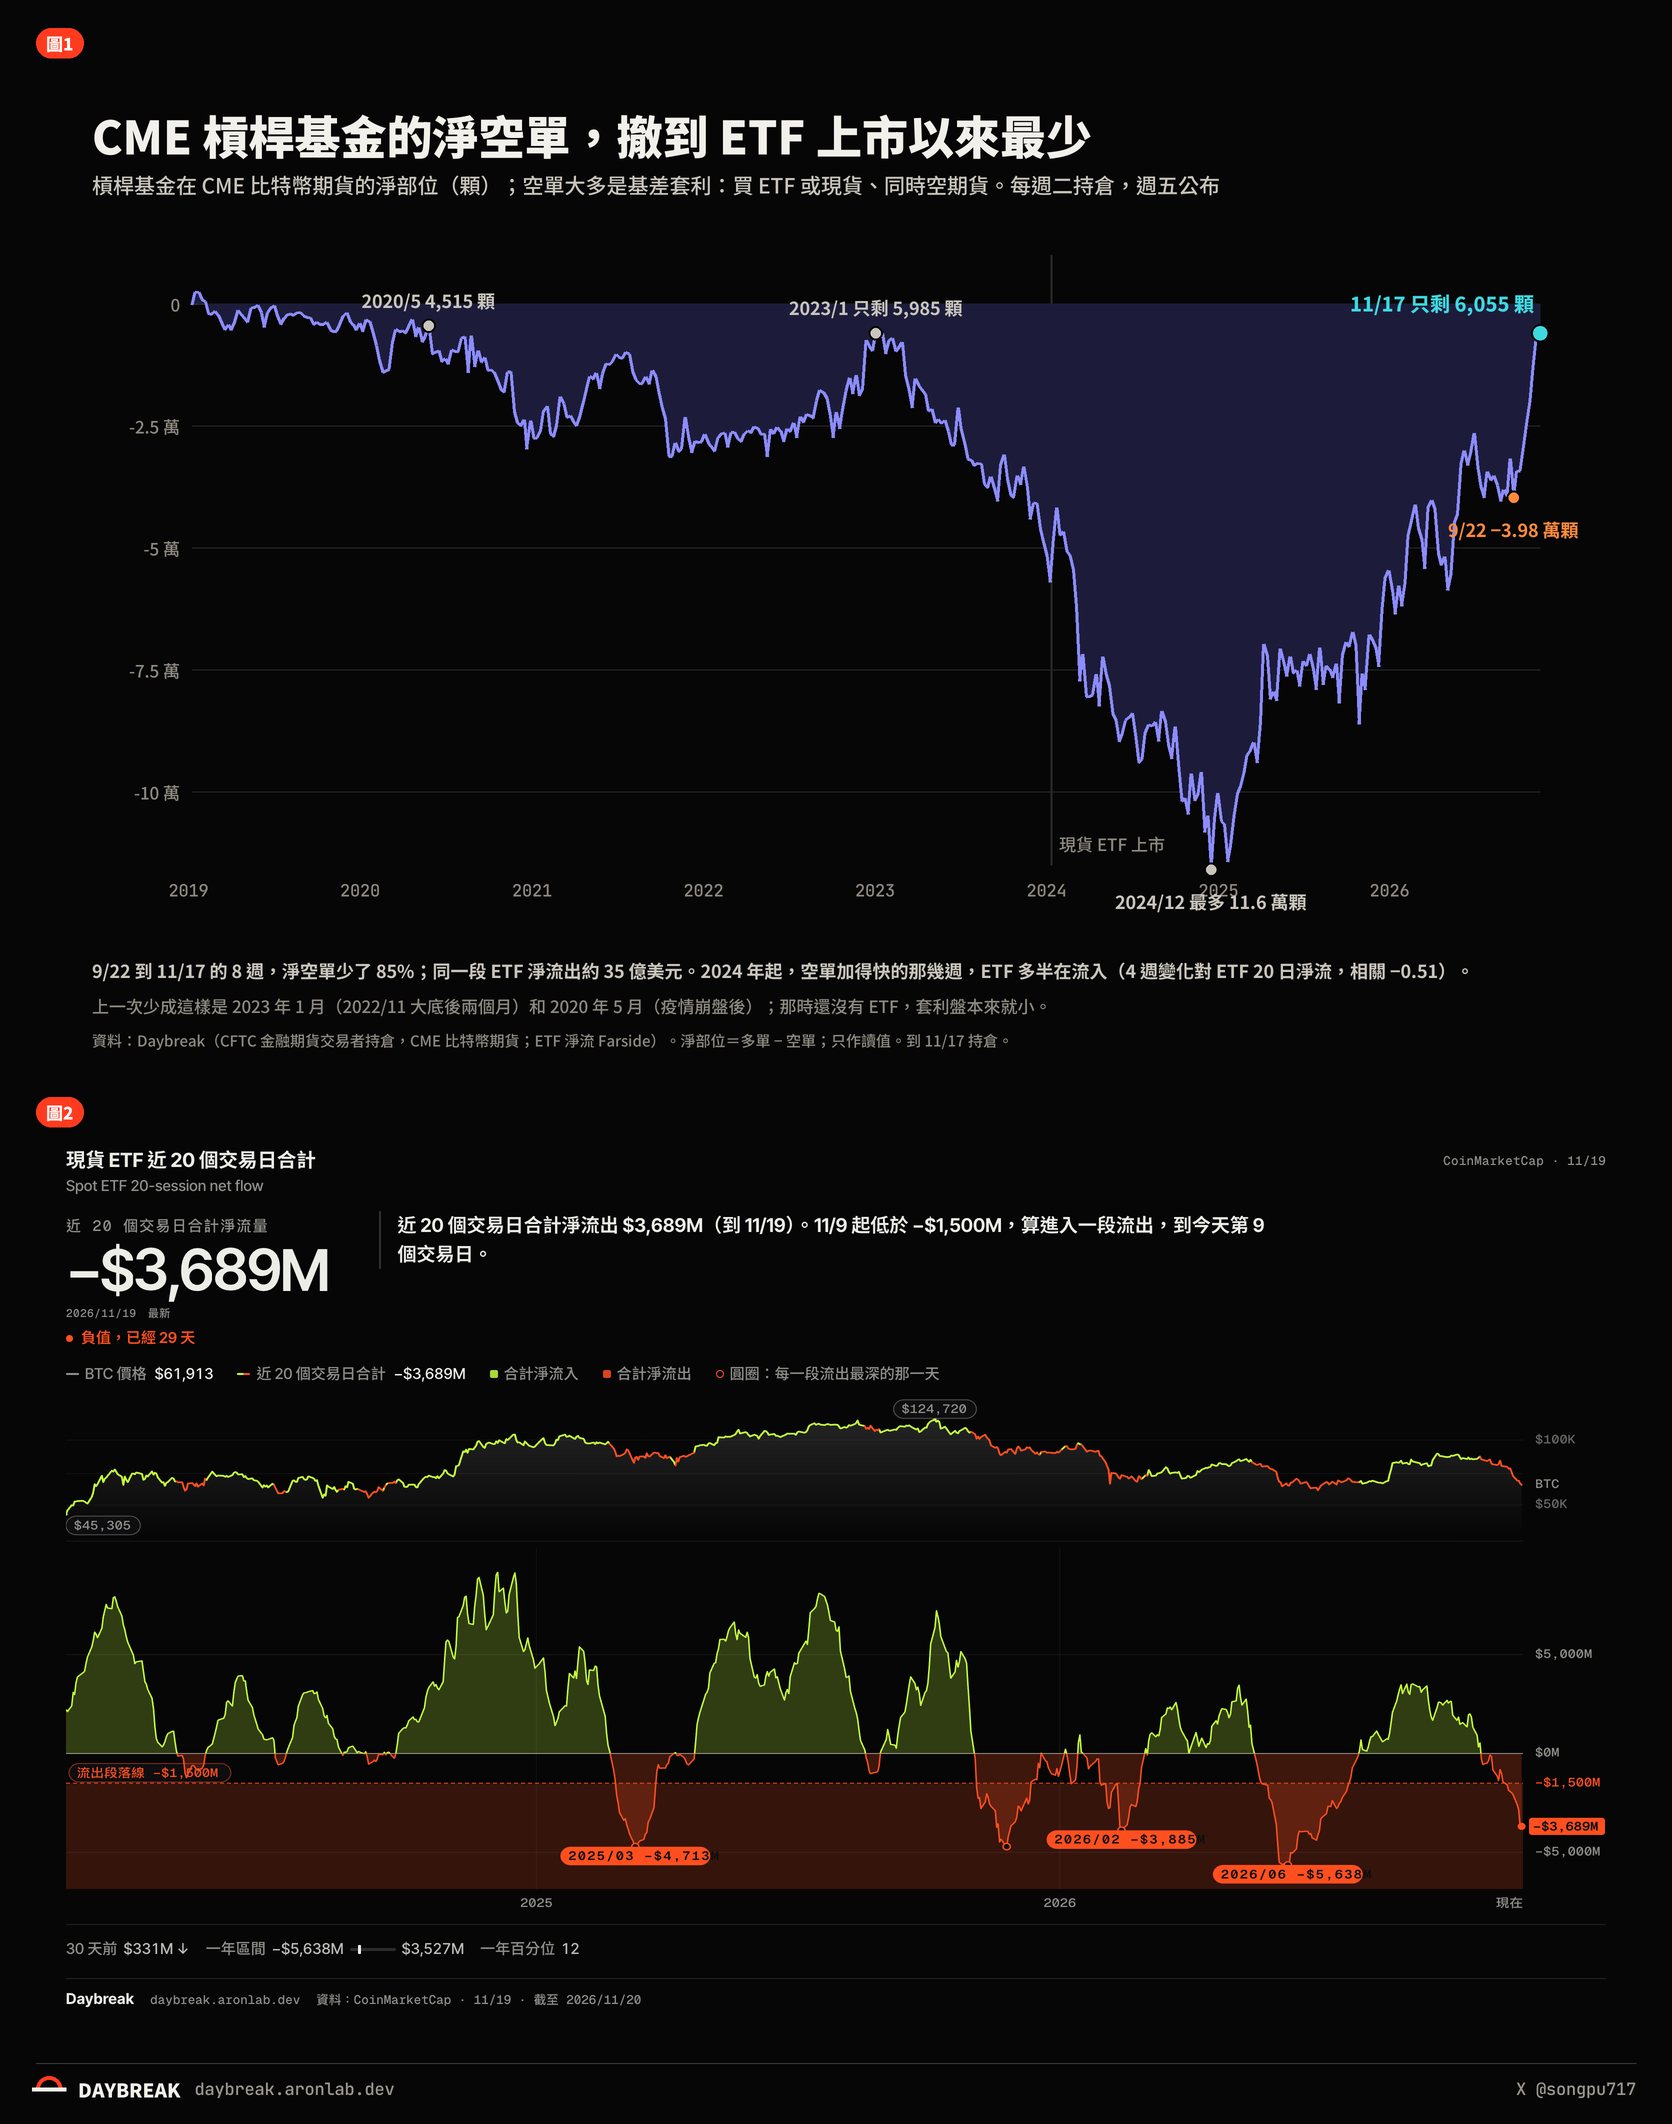 圖1
CME 槓桿基金的淨空單，撤到 ETF 上市以來最少
槓桿基金在 CME 比特幣期貨的淨部位（顆）；空單大多是基差套利：買 ETF 或現貨、同時空期貨。每週二持倉，週五公布
0
2020/5 4,515 顆
2023/1 只剩 5,985 顆
11/17 只剩 6,055 顆
-2.5 萬
9/22 −3.98 萬顆
-5 萬
-7.5 萬
-10 萬
現貨 ETF 上市
2019
2020
2021
2022
2023
2024
2025
2026
2024/12 最多 11.6 萬顆
9/22 到 11/17 的 8 週，淨空單少了 85%；同一段 ETF 淨流出約 35 億美元。2024 年起，空單加得快的那幾週，ETF 多半在流入（4 週變化對 ETF 20 日淨流，相關 −0.51）。
上一次少成這樣是 2023 年 1 月（2022/11 大底後兩個月）和 2020 年 5 月（疫情崩盤後）；那時還沒有 ETF，套利盤本來就小。
資料：Daybreak（CFTC 金融期貨交易者持倉，CME 比特幣期貨；ETF 淨流 Farside）。淨部位＝多單－空單；只作讀值。到 11/17 持倉。
圖2
現貨 ETF 近 20 個交易日合計
CoinMarketCap · 11/19
Spot ETF 20-session net flow
近 20 個交易日合計淨流量
−$3,689M
2026/11/19 最新
● 負值，已經 29 天
近 20 個交易日合計淨流出 $3,689M（到 11/19）。11/9 起低於 −$1,500M，算進入一段流出，到今天第 9
個交易日。
BTC 價格 $61,913 近 20 個交易日合計 −$3,689M 合計淨流入 合計淨流出 圓圈：每一段流出最深的那一天
$124,720
$100K
BTC
$50K
$45,305
$5,000M
$0M
流出段落線 −$1,500M
−$1,500M
−$3,689M
2026/02 −$3,885M
2025/03 −$4,713M
−$5,000M
2026/06 −$5,638M
2025
2026
現在
30 天前 $331M ↓ 一年區間 −$5,638M $3,527M 一年百分位 12
Daybreak daybreak.aronlab.dev 資料：CoinMarketCap · 11/19 · 截至 2026/11/20
DAYBREAK daybreak.aronlab.dev
X @songpu717